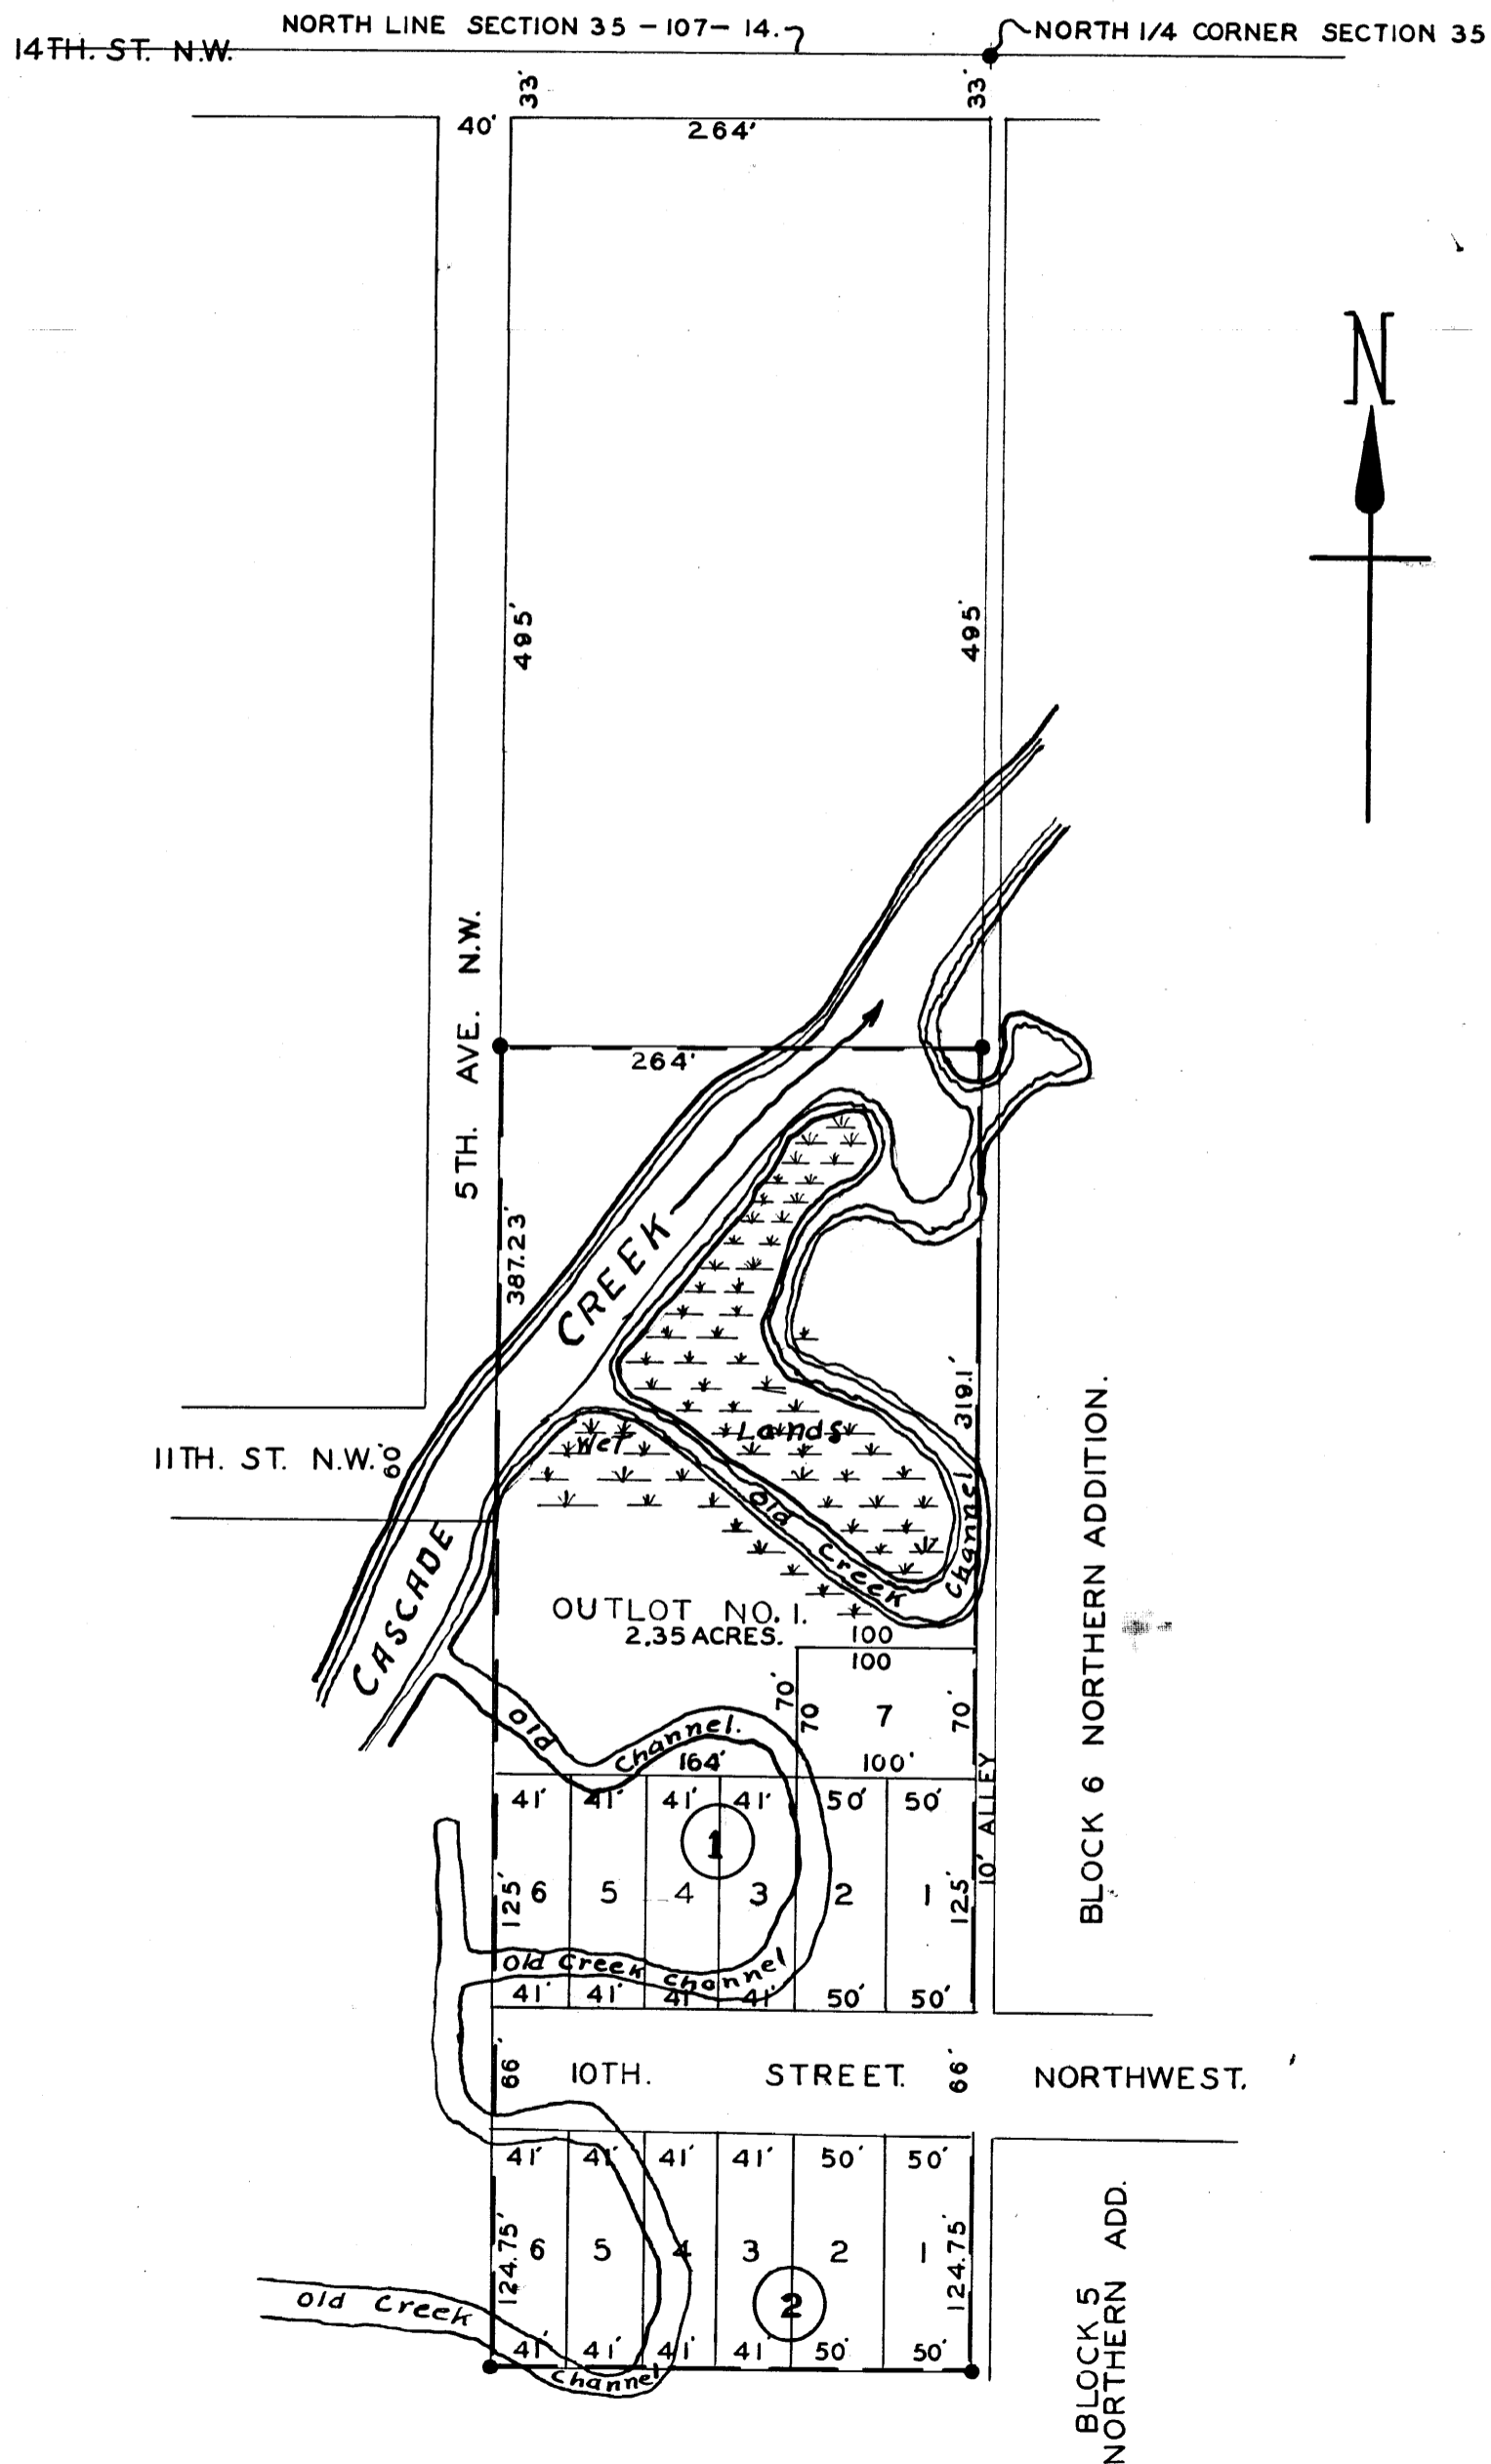 NORTH LINE SECTION 35 - 107 - 14.
NORTH 1/4 CORNER SECTION 35
14TH. ST. N.W.
33'
33'
40'
264'
N
495'
495'
5TH. AVE. N.W.
264'
387.23'
CREEK
319.1'
Wet
Lands
11TH. ST. N.W.
60'
Old Creek Channel
CASCADE
BLOCK 6 NORTHERN ADDITION.
OUTLOT NO. 1.
2.35 ACRES.
100
100
70'
70
7
70'
Old Channel.
164'
100'
10' ALLEY
41' 41' 41' 41' 50' 50'
1
125' 6 5 4 3 2 1 125'
Old Creek Channel
41' 41' 41' 41' 50' 50'
66' 10TH. STREET. 66' NORTHWEST.
41' 41' 41' 41' 50' 50'
124.75' 6 5 4 3 2 1 124.75'
2
Old Creek
41' 41' 41' 41' 50' 50'
Channel
BLOCK 5
NORTHERN ADD.